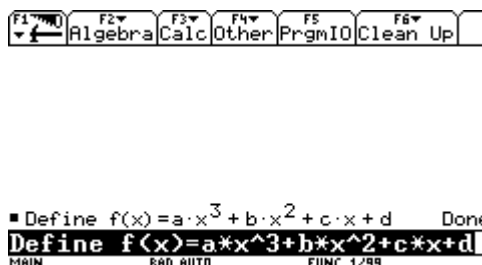 F1 F2 Algebra F3 Calc F4 Other F5 PrgmIO F6 Clean Up
▪Define f(x)=a·x³+b·x²+c·x+d Done
Define f(x)=a*x^3+b*x^2+c*x+d
MAIN RAD AUTO FUNC 1/99